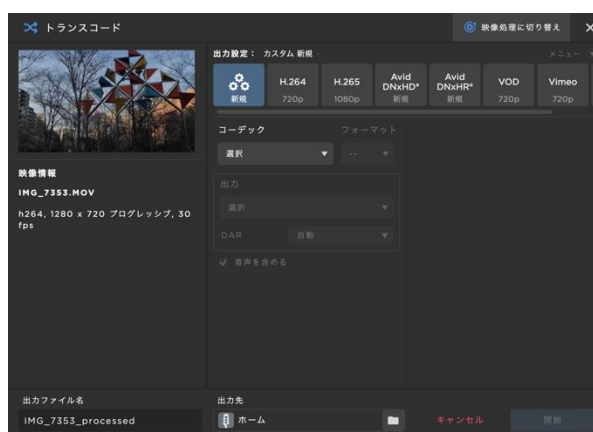 トランスコード
映像処理に切り替え
出力設定： カスタム 新規
メニュー
新規
H.264
720p
H.265
1080p
Avid
DNxHD®
新規
Avid
DNxHR®
新規
VOD
720p
Vimeo
720p
コーデック
フォーマット
選択
--
映像情報
IMG_7353.MOV
h264, 1280 x 720 プログレッシブ, 30
fps
出力
選択
DAR
自動
音声を含める
出力ファイル名
出力先
IMG_7353_processed
ホーム
キャンセル
開始